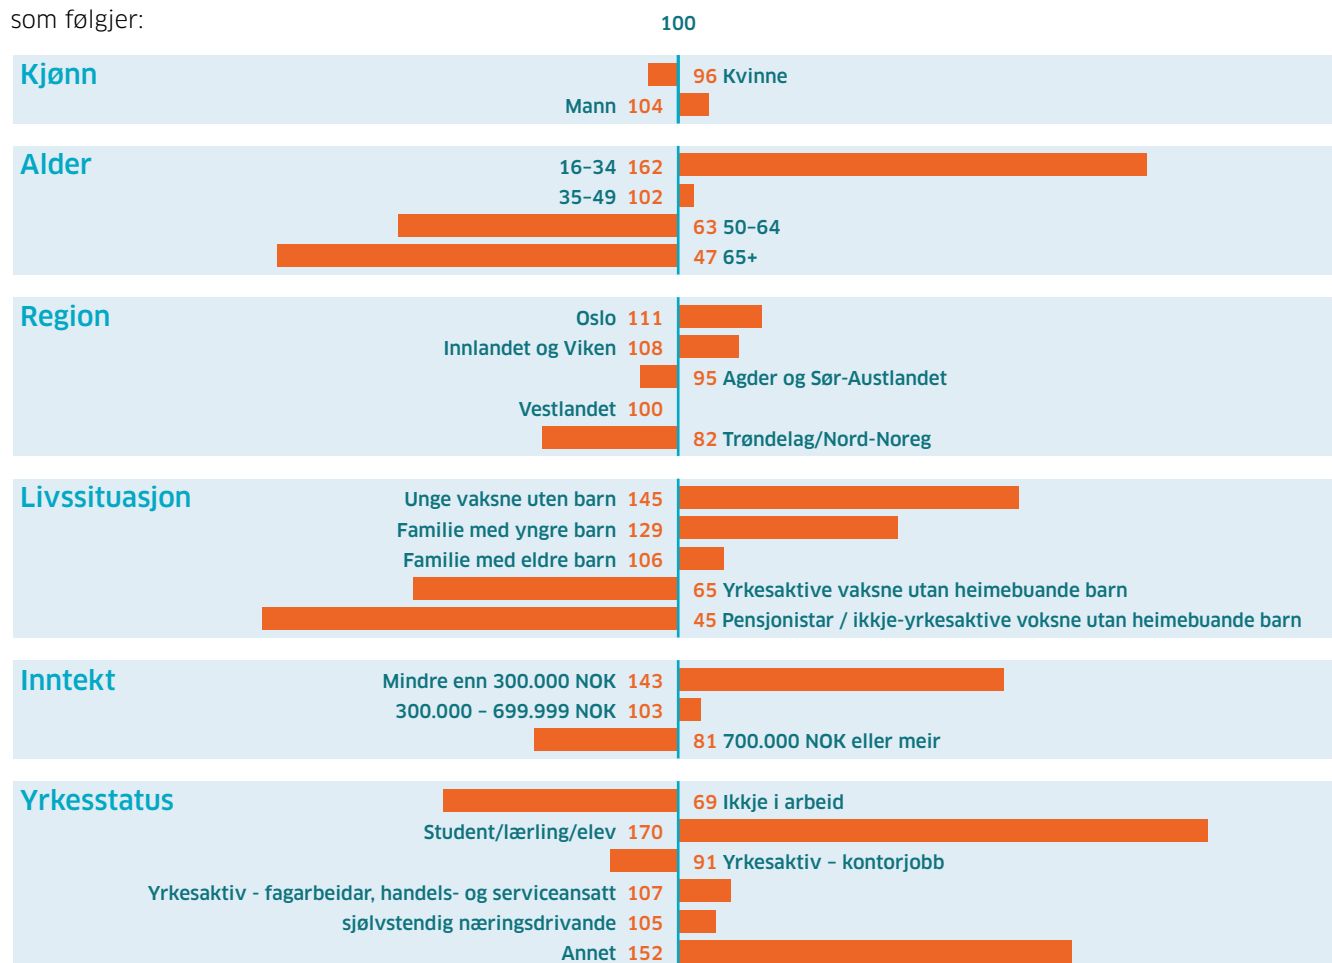 som følgjer:
100
Kjønn
96 Kvinne
Mann 104
Alder
16–34 162
35–49 102
63 50–64
47 65+
Region
Oslo 111
Innlandet og Viken 108
95 Agder og Sør-Austlandet
Vestlandet 100
82 Trøndelag/Nord-Noreg
Livssituasjon
Unge vaksne uten barn 145
Familie med yngre barn 129
Familie med eldre barn 106
65 Yrkesaktive vaksne utan heimebuande barn
45 Pensjonistar / ikkje-yrkesaktive voksne utan heimebuande barn
Inntekt
Mindre enn 300.000 NOK 143
300.000 – 699.999 NOK 103
81 700.000 NOK eller meir
Yrkesstatus
69 Ikkje i arbeid
Student/lærling/elev 170
91 Yrkesaktiv – kontorjobb
Yrkesaktiv - fagarbeidar, handels- og serviceansatt 107
sjølvstendig næringsdrivande 105
Annet 152